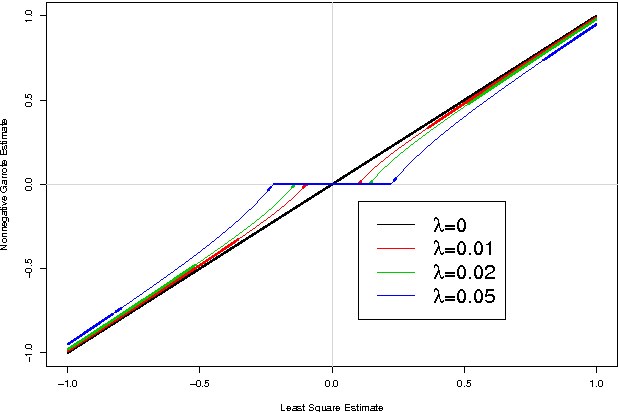 1.0
0.5
0.0
−0.5
−1.0
Nonnegative Garrote Estimate
λ=0
λ=0.01
λ=0.02
λ=0.05
−1.0 −0.5 0.0 0.5 1.0
Least Square Estimate